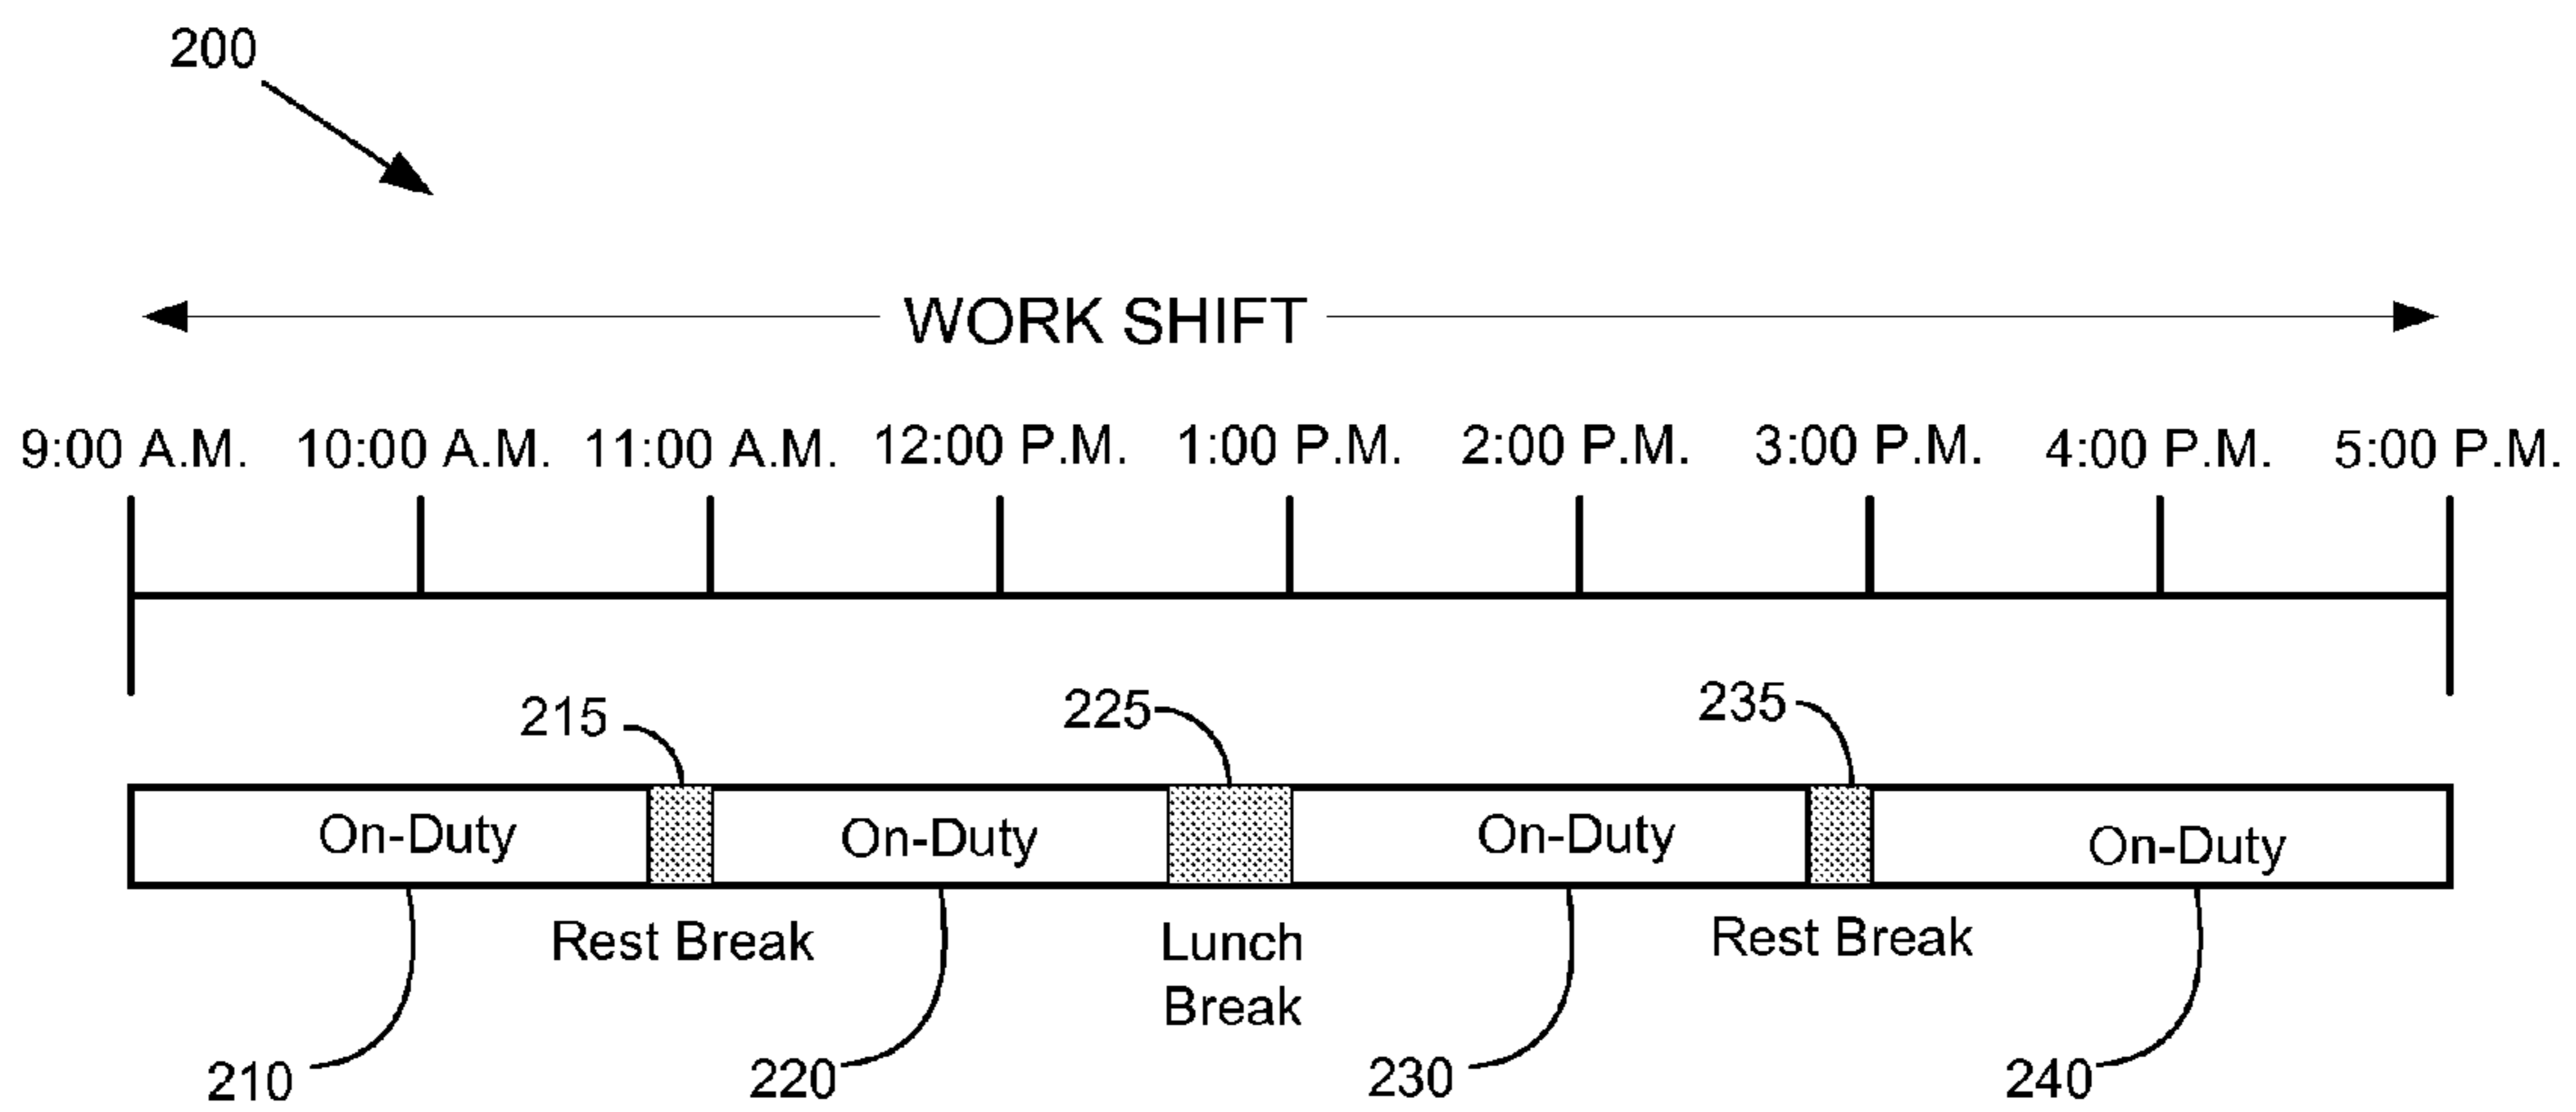 200
WORK SHIFT
9:00 A.M. 10:00 A.M. 11:00 A.M. 12:00 P.M. 1:00 P.M. 2:00 P.M. 3:00 P.M. 4:00 P.M. 5:00 P.M.
215 225 235
On-Duty On-Duty On-Duty On-Duty
Rest Break Lunch Rest Break
Break
210 220 230 240